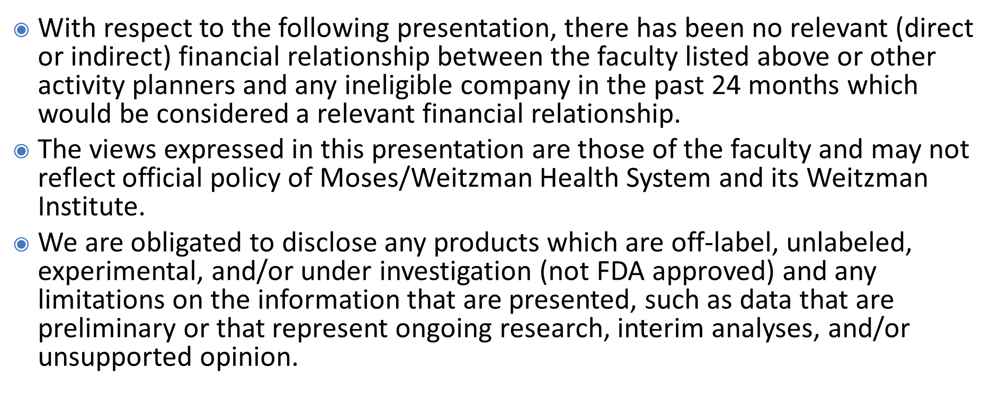 With respect to the following presentation, there has been no relevant (direct
or indirect) financial relationship between the faculty listed above or other
activity planners and any ineligible company in the past 24 months which
would be considered a relevant financial relationship.
The views expressed in this presentation are those of the faculty and may not
reflect official policy of Moses/Weitzman Health System and its Weitzman
Institute.
We are obligated to disclose any products which are off-label, unlabeled,
experimental, and/or under investigation (not FDA approved) and any
limitations on the information that are presented, such as data that are
preliminary or that represent ongoing research, interim analyses, and/or
unsupported opinion.